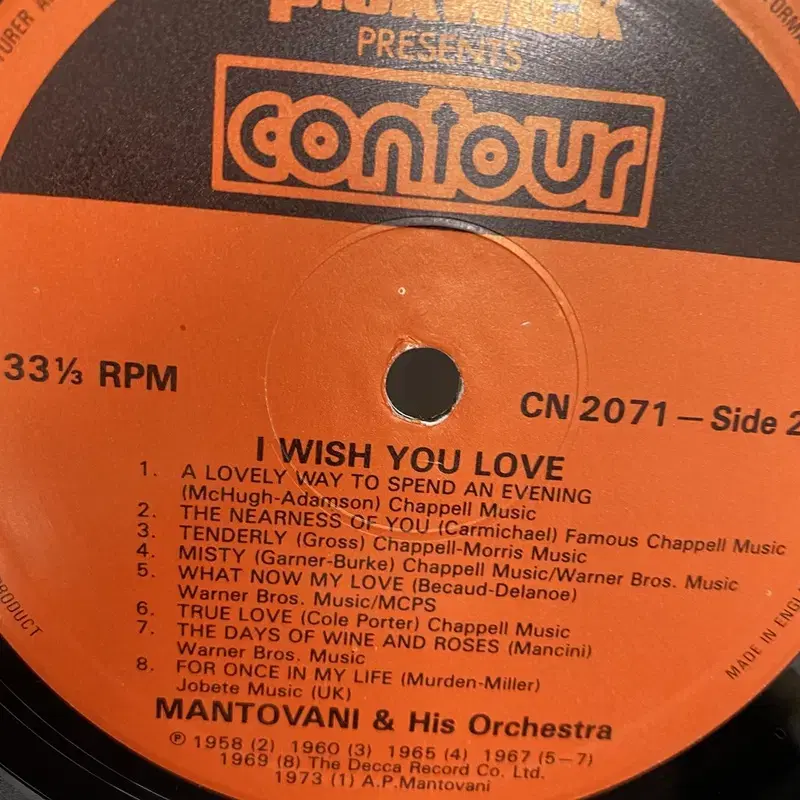 PRESENTS
contour
33⅓ RPM
CN 2071 — Side 2
I WISH YOU LOVE
1. A LOVELY WAY TO SPEND AN EVENING
(McHugh-Adamson) Chappell Music
2. THE NEARNESS OF YOU (Carmichael) Famous Chappell Music
3. TENDERLY (Gross) Chappell-Morris Music
4. MISTY (Garner-Burke) Chappell Music/Warner Bros. Music
5. WHAT NOW MY LOVE (Becaud-Delanoe)
Warner Bros. Music/MCPS
6. TRUE LOVE (Cole Porter) Chappell Music
7. THE DAYS OF WINE AND ROSES (Mancini)
Warner Bros. Music
8. FOR ONCE IN MY LIFE (Murden-Miller)
Jobete Music (UK)
MANTOVANI & His Orchestra
℗ 1958 (2) 1960 (3) 1965 (4) 1967 (5–7)
1969 (8) The Decca Record Co. Ltd.
1973 (1) A.P.Mantovani
PRODUCT
MADE IN ENGL